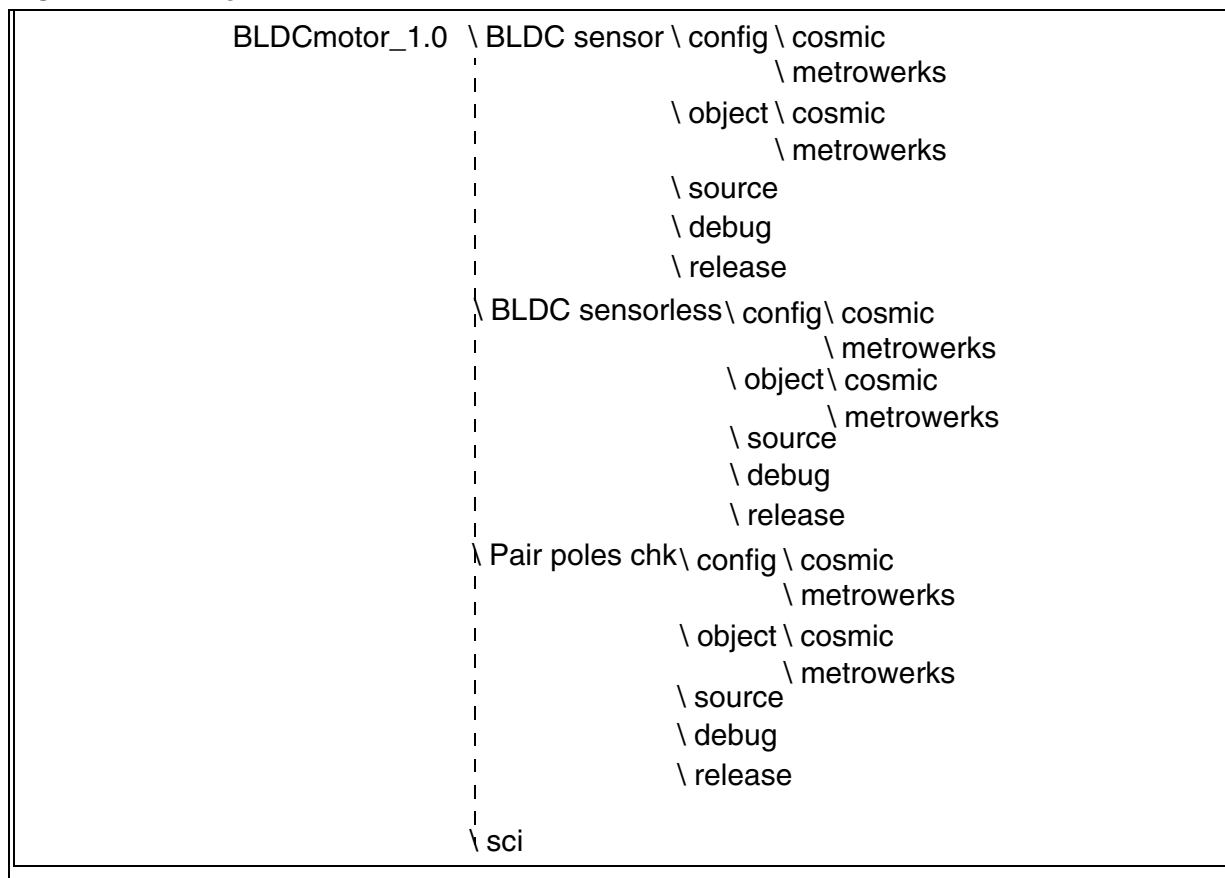 BLDCmotor_1.0 \ BLDC sensor \ config \ cosmic
\ metrowerks
\ object \ cosmic
\ metrowerks
\ source
\ debug
\ release
\ BLDC sensorless \ config \ cosmic
\ metrowerks
\ object \ cosmic
\ metrowerks
\ source
\ debug
\ release
\ Pair poles chk \ config \ cosmic
\ metrowerks
\ object \ cosmic
\ metrowerks
\ source
\ debug
\ release
\ sci